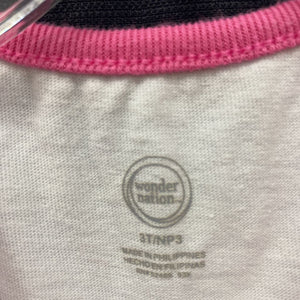 wonder
nation
3T/NP3
MADE IN PHILIPPINES
HECHO EN FILIPINAS